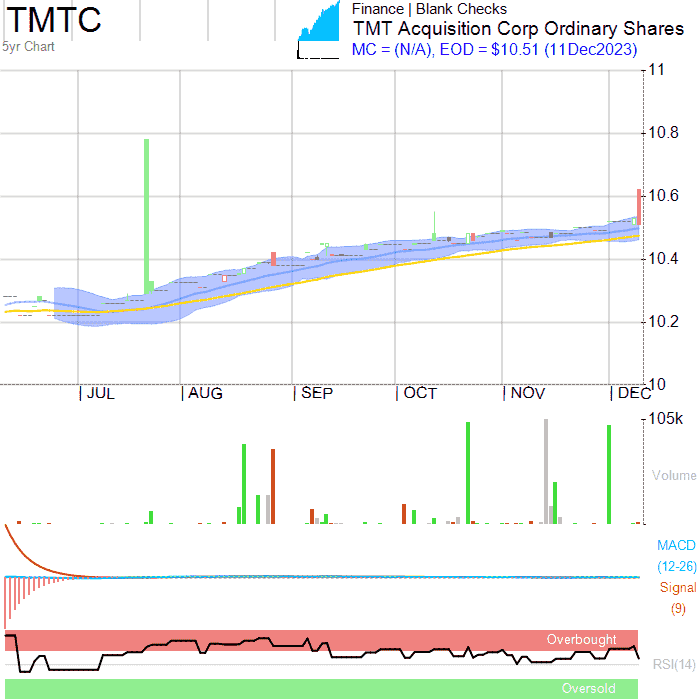 TMTC
5yr Chart
Finance | Blank Checks
TMT Acquisition Corp Ordinary Shares
MC = (N/A), EOD = $10.51 (11Dec2023)
11
10.8
10.6
10.4
10.2
10
| JUL | AUG | SEP | OCT | NOV | DEC
105k
Volume
MACD
(12-26)
Signal
(9)
Overbought
RSI(14)
Oversold